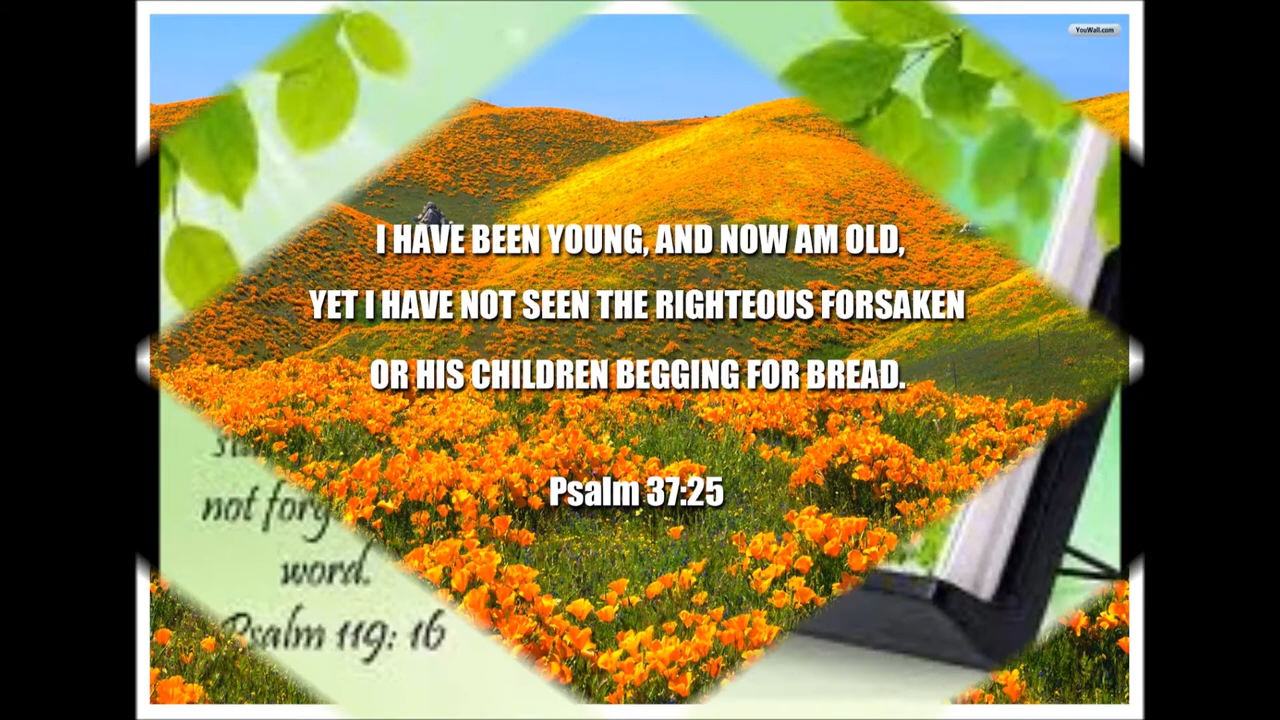 YouWall.com
I HAVE BEEN YOUNG, AND NOW AM OLD,
YET I HAVE NOT SEEN THE RIGHTEOUS FORSAKEN
OR HIS CHILDREN BEGGING FOR BREAD.
Psalm 37:25
not
word.
Psalm 119: 16